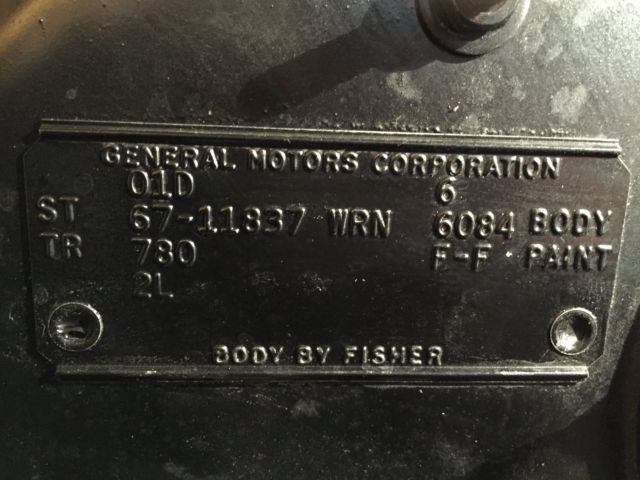 GENERAL MOTORS CORPORATION
01D 6
ST 67-11837 WRN 6084 BODY
TR 780 F-F PAINT
2L
BODY BY FISHER